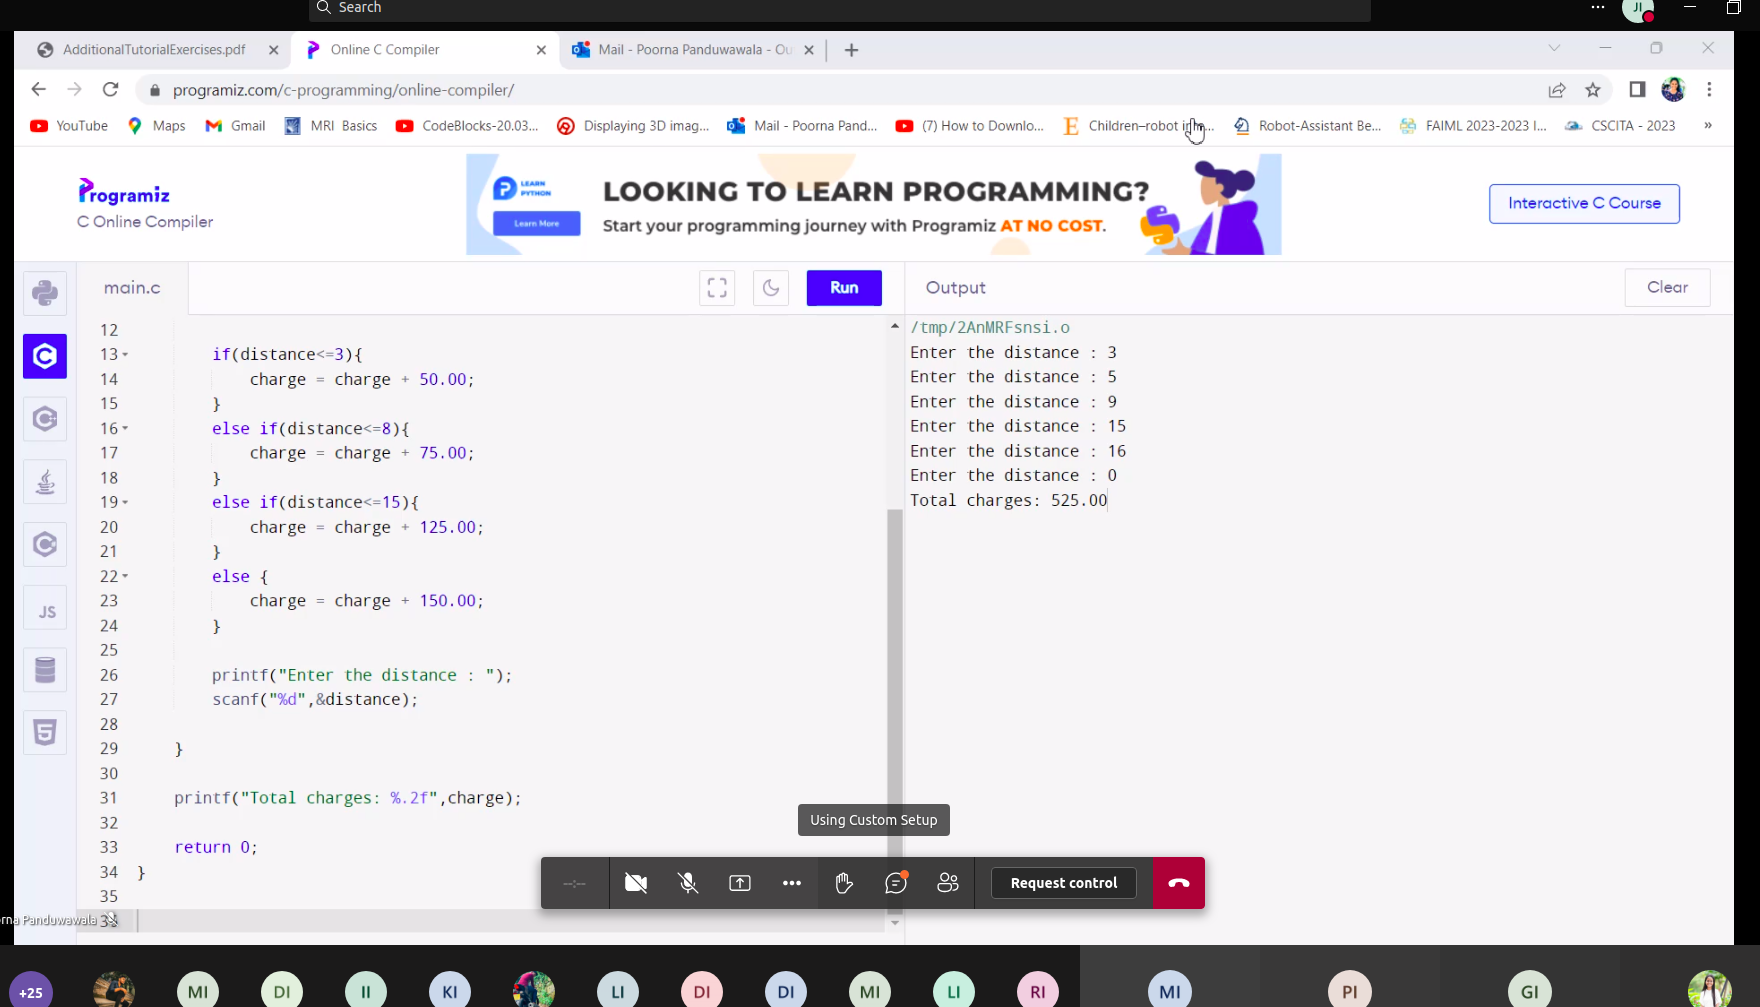 Search
JI
AdditionalTutorialExercises.pdf
Online C Compiler
Mail - Poorna Panduwawala - Ou
programiz.com/c-programming/online-compiler/
YouTube
Maps
Gmail
MRI Basics
CodeBlocks-20.03...
Displaying 3D imag...
Mail - Poorna Pand...
(7) How to Downlo...
Children–robot inte...
Robot-Assistant Be...
FAIML 2023-2023 I...
CSCITA - 2023
»
Programiz
C Online Compiler
LEARN
PYTHON
Learn More
LOOKING TO LEARN PROGRAMMING?
Start your programming journey with Programiz AT NO COST.
Interactive C Course
main.c
Run
Output
Clear
12
13 if(distance<=3){
14 charge = charge + 50.00;
15 }
16 else if(distance<=8){
17 charge = charge + 75.00;
18 }
19 else if(distance<=15){
20 charge = charge + 125.00;
21 }
22 else {
23 charge = charge + 150.00;
24 }
25
26 printf("Enter the distance : ");
27 scanf("%d",&distance);
28
29 }
30
31 printf("Total charges: %.2f",charge);
32
33 return 0;
34 }
35
/tmp/2AnMRFsnsi.o
Enter the distance : 3
Enter the distance : 5
Enter the distance : 9
Enter the distance : 15
Enter the distance : 16
Enter the distance : 0
Total charges: 525.00
JS
Using Custom Setup
--:--
Request control
rna Panduwawala
+25
MI
DI
II
KI
LI
DI
DI
MI
LI
RI
MI
PI
GI